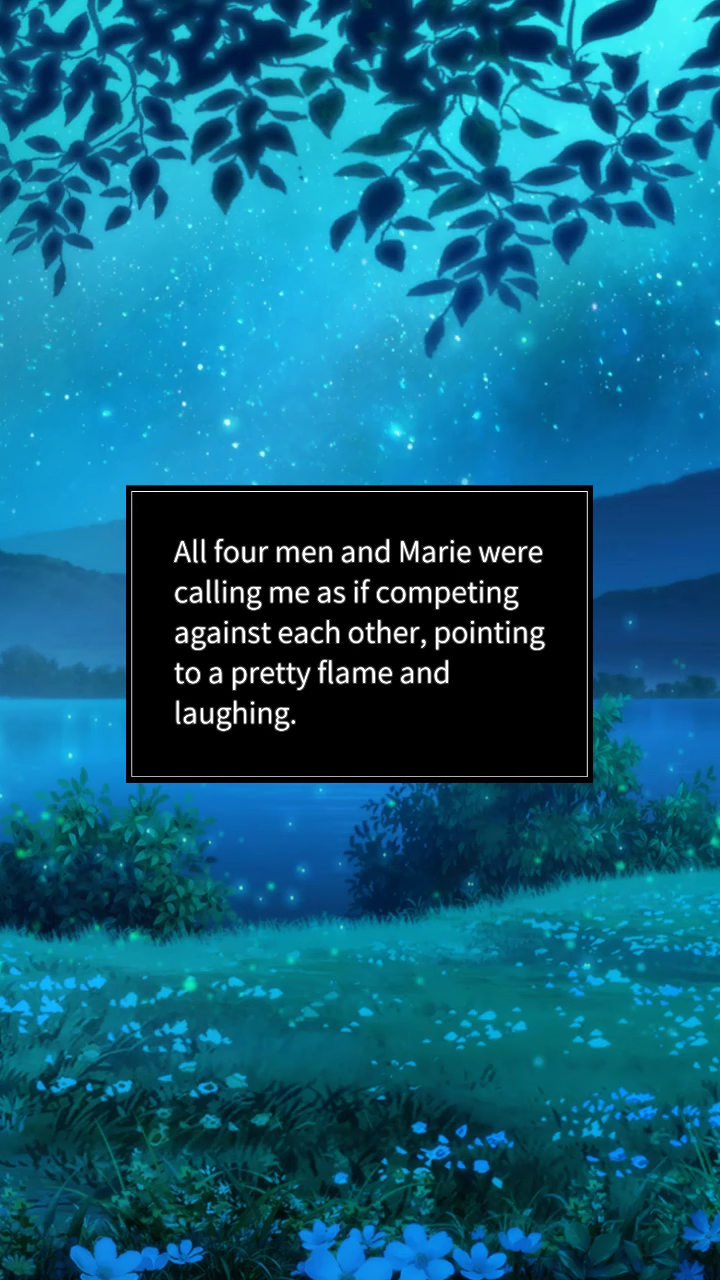 All four men and Marie were
calling me as if competing
against each other, pointing
to a pretty flame and
laughing.